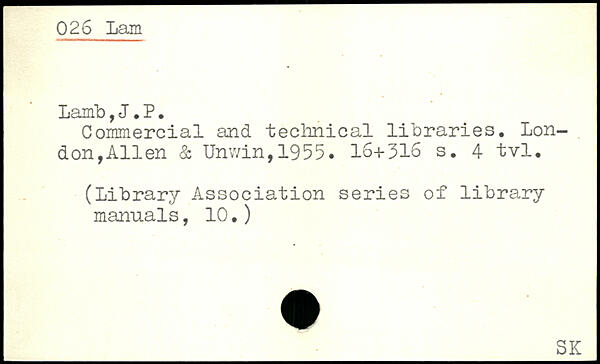 026 Lam
Lamb,J.P.
Commercial and technical libraries. Lon-
don,Allen & Unwin,1955. 16+316 s. 4 tvl.
(Library Association series of library
manuals, 10.)
SK